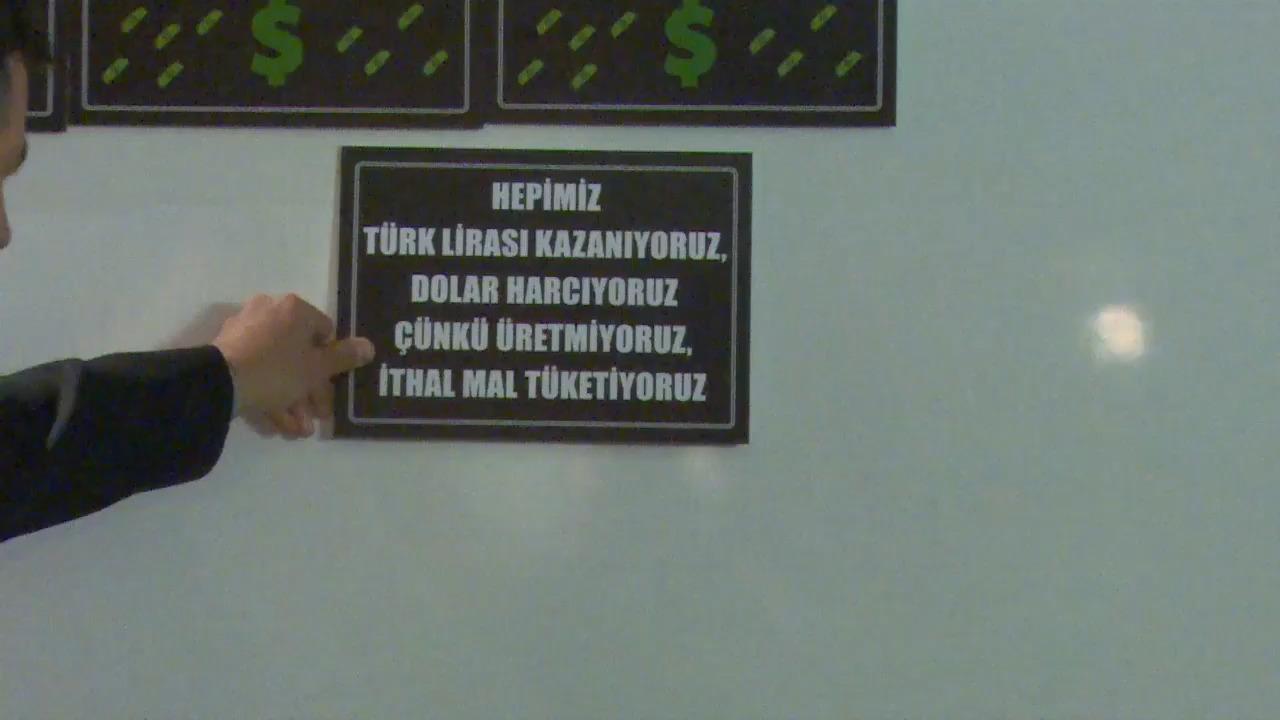 $ $
HEPİMİZ
TÜRK LİRASI KAZANIYORUZ,
DOLAR HARCIYORUZ
ÇÜNKÜ ÜRETMİYORUZ,
İTHAL MAL TÜKETİYORUZ